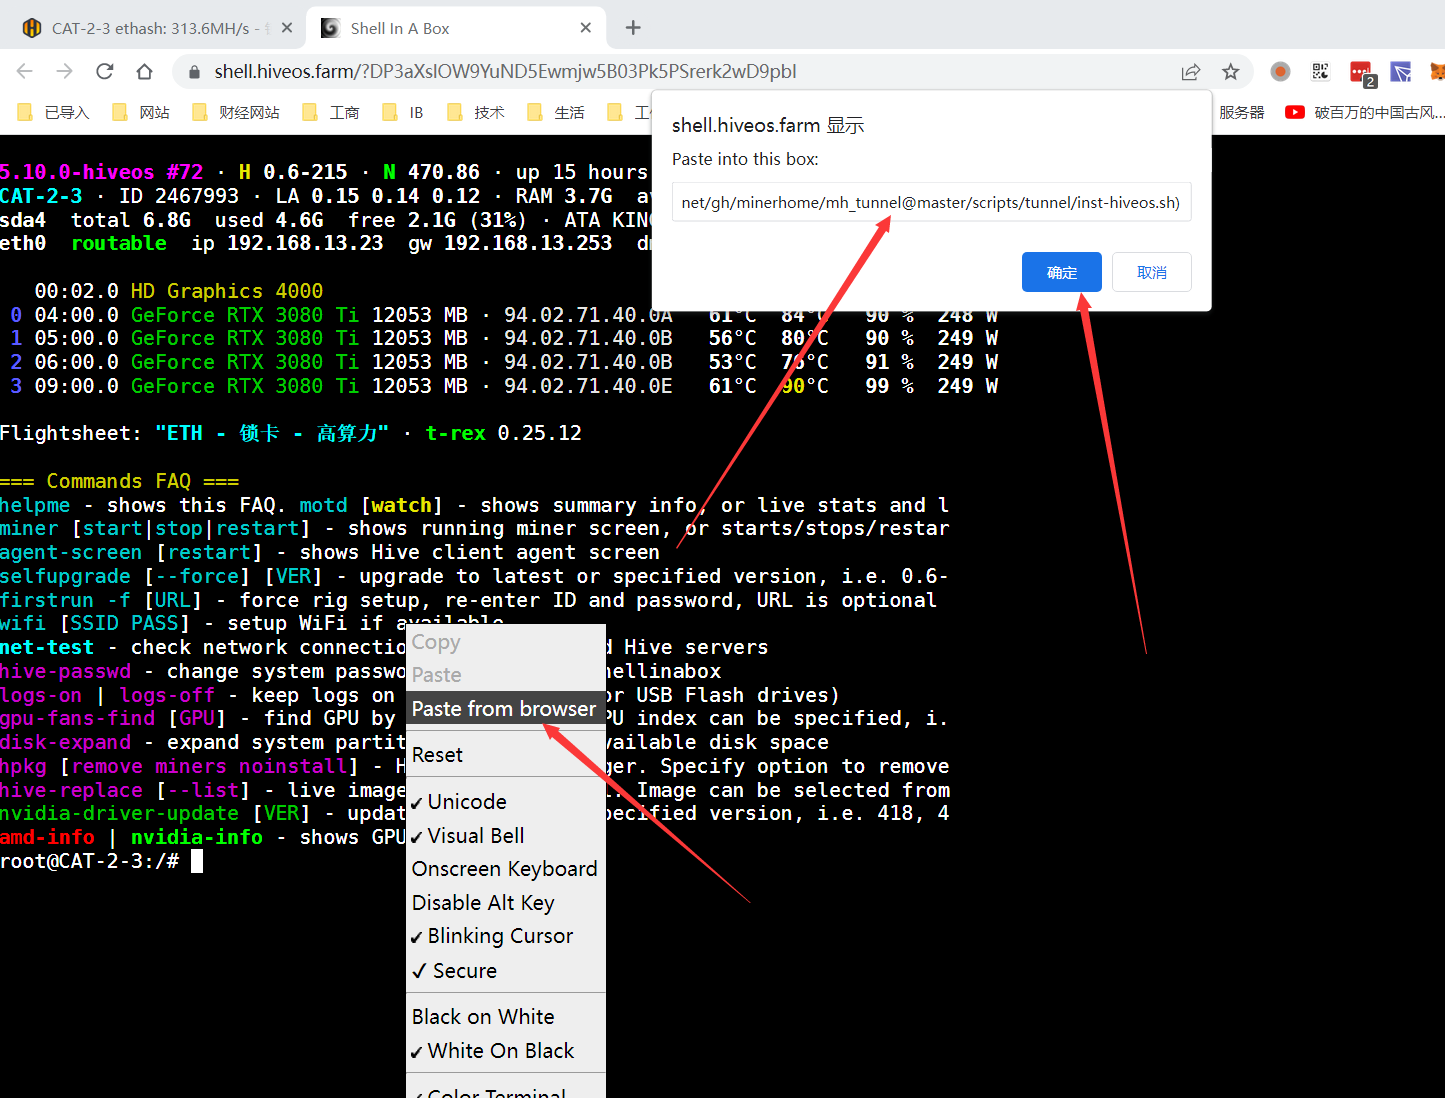 CAT-2-3 ethash: 313.6MH/s -
Shell In A Box
shell.hiveos.farm/?DP3aXslOW9YuND5Ewmjw5B03Pk5PSrerk2wD9pbI
2
已导入
网站
财经网站
工商
IB
技术
生活
服务器
破百万的中国古风...
shell.hiveos.farm 显示
Paste into this box:
net/gh/minerhome/mh_tunnel@master/scripts/tunnel/inst-hiveos.sh)
确定
取消
5.10.0-hiveos #72 · H 0.6-215 · N 470.86 · up 15 hours
CAT-2-3 · ID 2467993 · LA 0.15 0.14 0.12 · RAM 3.7G
sda4 total 6.8G used 4.6G free 2.1G (31%) · ATA
eth0 routable ip 192.168.13.23 gw 192.168.13.253
00:02.0 HD Graphics 4000
0 04:00.0 GeForce RTX 3080 Ti 12053 MB · 94.02.71.40.0A 61°C 84°C 90 % 248 W
1 05:00.0 GeForce RTX 3080 Ti 12053 MB · 94.02.71.40.0B 56°C 80°C 90 % 249 W
2 06:00.0 GeForce RTX 3080 Ti 12053 MB · 94.02.71.40.0B 53°C 76°C 91 % 249 W
3 09:00.0 GeForce RTX 3080 Ti 12053 MB · 94.02.71.40.0E 61°C 90°C 99 % 249 W
Flightsheet: "ETH - 锁卡 - 高算力" · t-rex 0.25.12
=== Commands FAQ ===
helpme - shows this FAQ. motd [watch] - shows summary info, or live stats and l
miner [start|stop|restart] - shows running miner screen, or starts/stops/restar
agent-screen [restart] - shows Hive client agent screen
selfupgrade [--force] [VER] - upgrade to latest or specified version, i.e. 0.6-
firstrun -f [URL] - force rig setup, re-enter ID and password, URL is optional
wifi [SSID PASS] - setup WiFi if available
net-test - check network connectio d Hive servers
hive-passwd - change system passwo hellinabox
logs-on | logs-off - keep logs on or USB Flash drives)
gpu-fans-find [GPU] - find GPU by PU index can be specified, i.
disk-expand - expand system partit vailable disk space
hpkg [remove miners noinstall] - H ger. Specify option to remove
hive-replace [--list] - live imag . Image can be selected from
nvidia-driver-update [VER] - updat pecified version, i.e. 418, 4
amd-info | nvidia-info - shows GPU
root@CAT-2-3:/#
Copy
Paste
Paste from browser
Reset
✓ Unicode
✓ Visual Bell
Onscreen Keyboard
Disable Alt Key
✓ Blinking Cursor
✓ Secure
Black on White
✓ White On Black
✓ Color Terminal